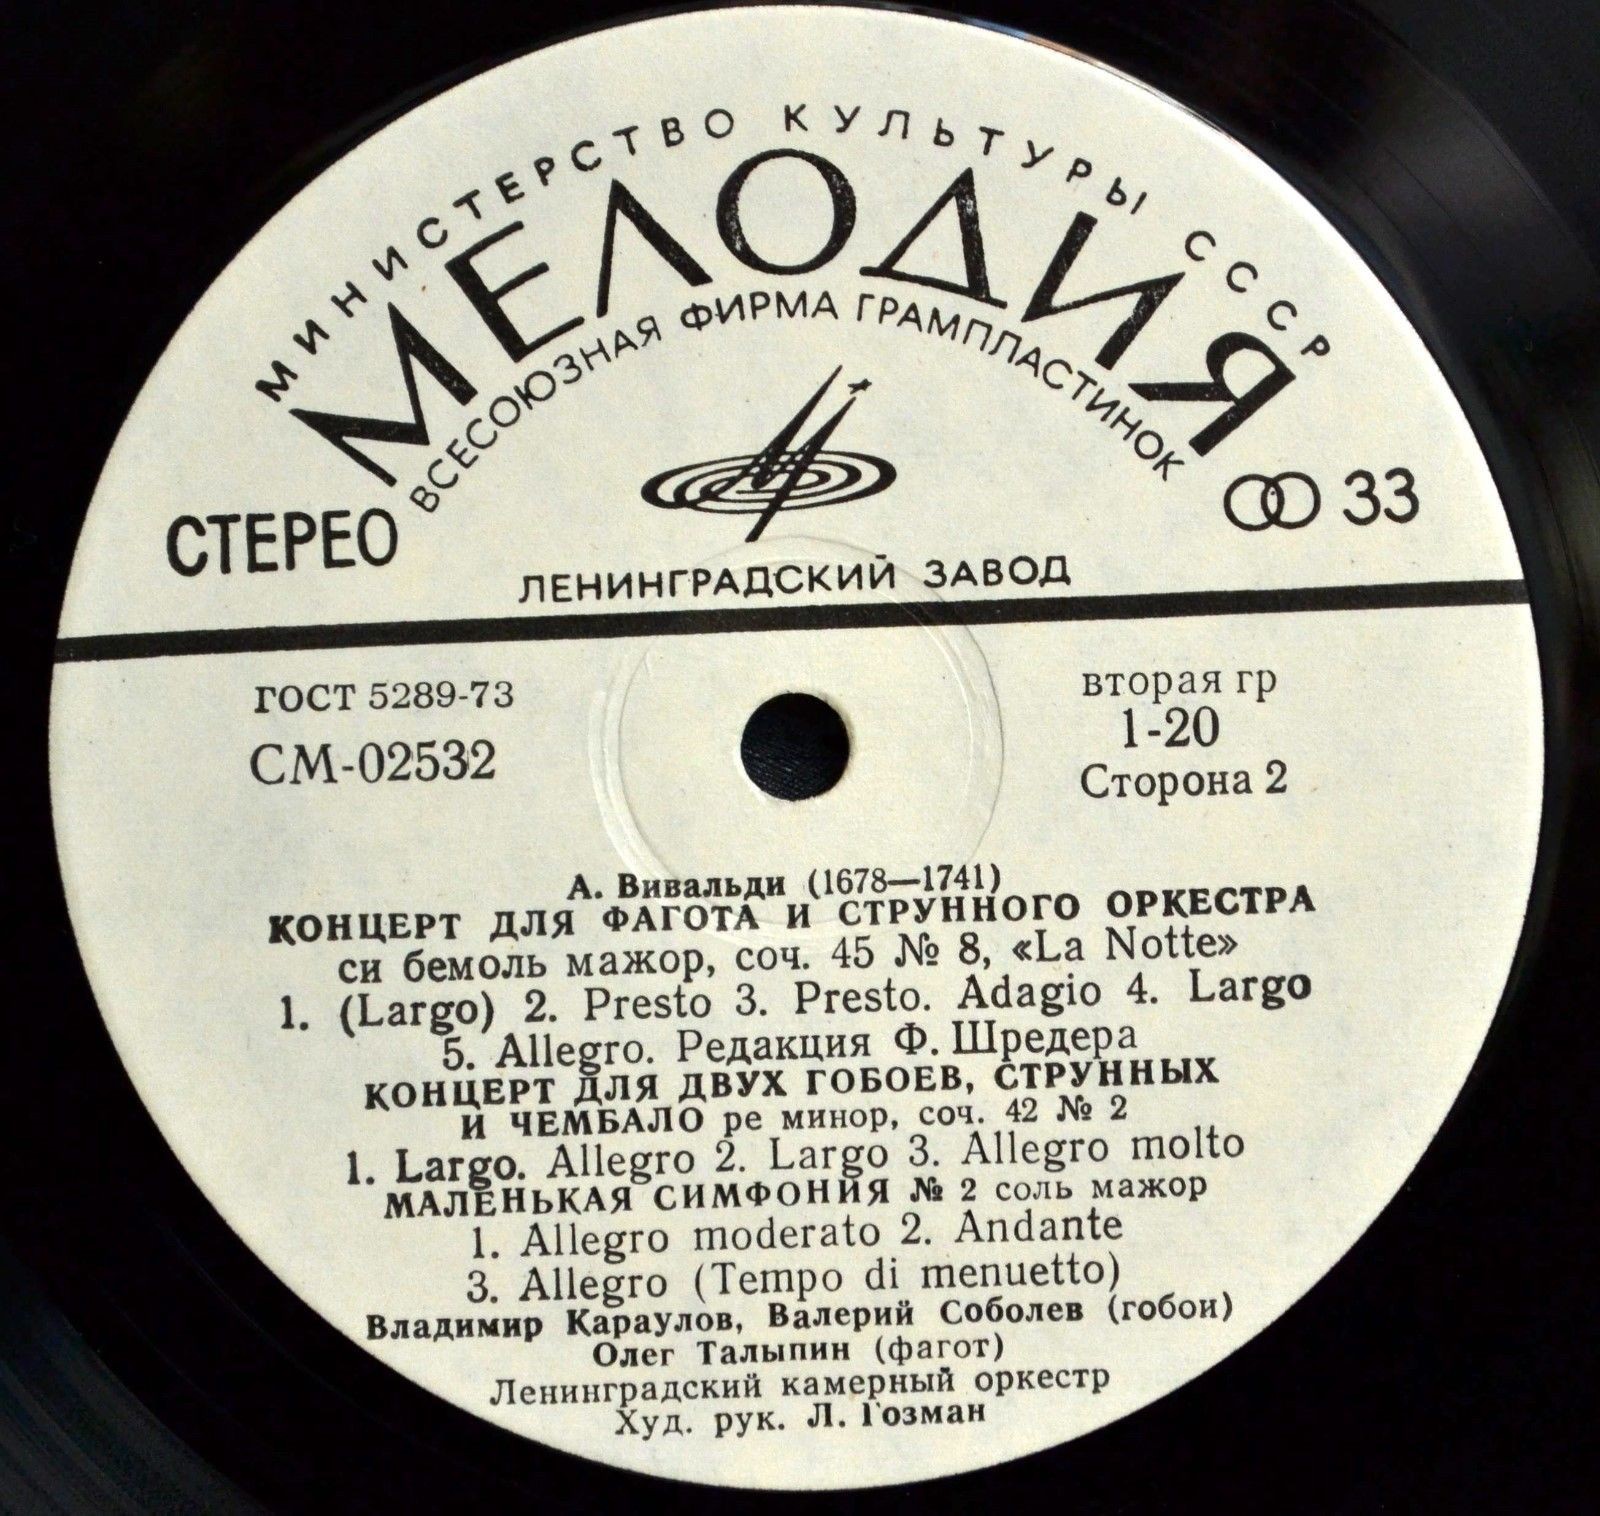 МИНИСТЕРСТВО КУЛЬТУРЫ СССР
МЕЛОДИЯ
ВСЕСОЮЗНАЯ ФИРМА ГРАМПЛАСТИНОК
СТЕРЕО
33
ЛЕНИНГРАДСКИЙ ЗАВОД
ГОСТ 5289-73
вторая гр
СМ-02532
1-20
Сторона 2
А. Вивальди (1678—1741)
КОНЦЕРТ ДЛЯ ФАГОТА И СТРУННОГО ОРКЕСТРА
си бемоль мажор, соч. 45 № 8, «La Notte»
1. (Largo) 2. Presto 3. Presto. Adagio 4. Largo
5. Allegro. Редакция Ф. Шредера
КОНЦЕРТ ДЛЯ ДВУХ ГОБОЕВ, СТРУННЫХ
И ЧЕМБАЛО ре минор, соч. 42 № 2
1. Largo. Allegro 2. Largo 3. Allegro molto
МАЛЕНЬКАЯ СИМФОНИЯ № 2 соль мажор
1. Allegro moderato 2. Andante
3. Allegro (Tempo di menuetto)
Владимир Караулов, Валерий Соболев (гобои)
Олег Талыпин (фагот)
Ленинградский камерный оркестр
Худ. рук. Л. Гозман